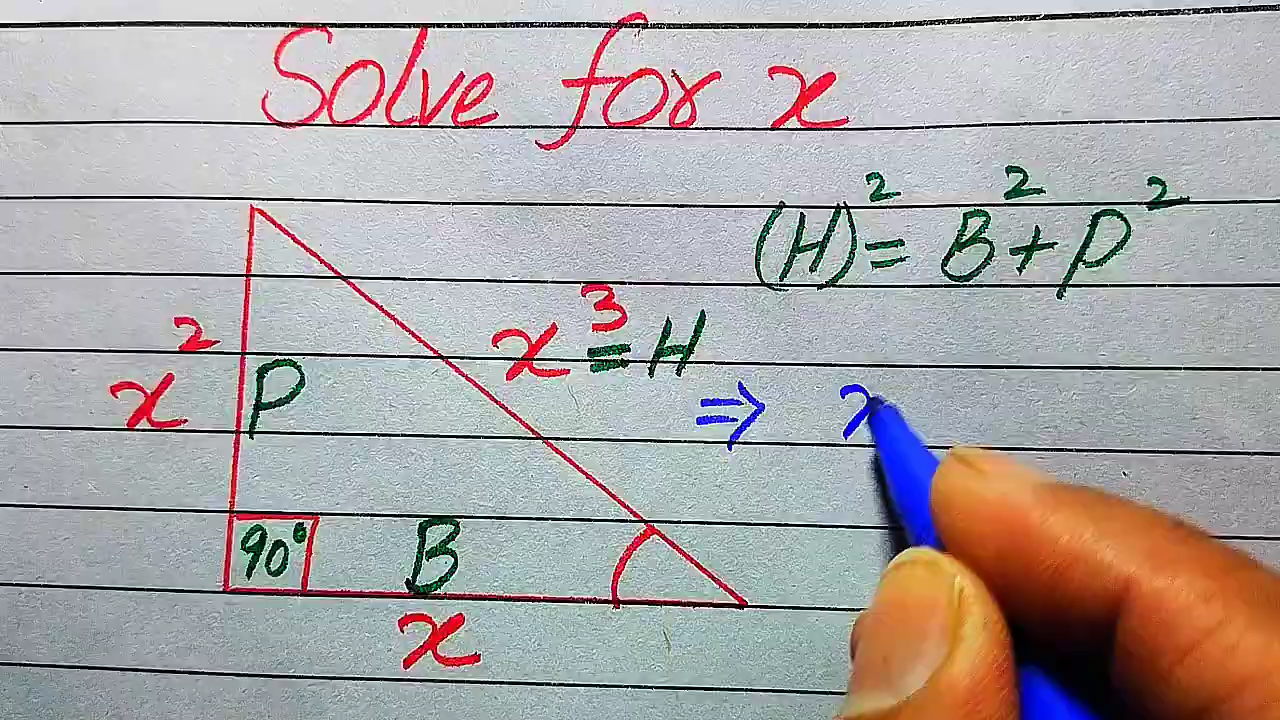 Solve for x
(H)² = B² + P²
x³ = H
x² P
⇒ x
90° B
x